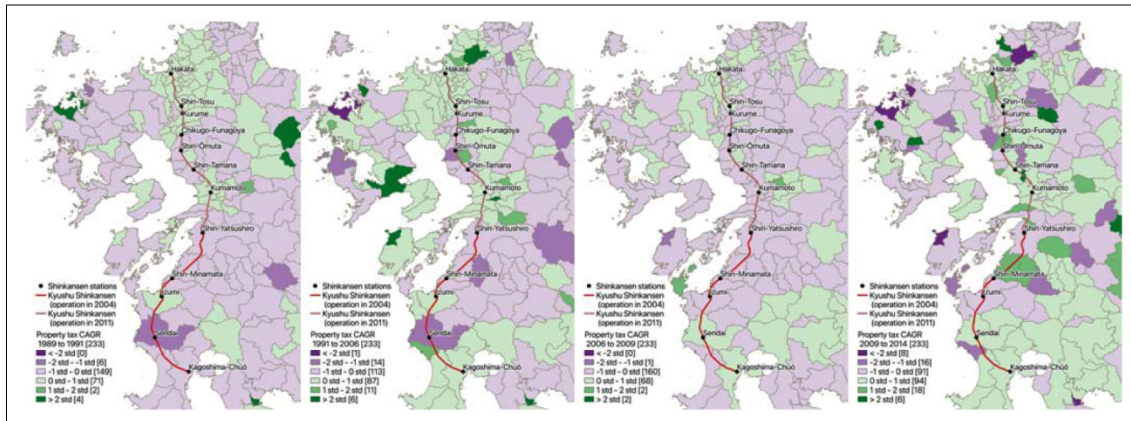 Hakata
Shin-Tosu
Kurume
Chikugo-Funagoya
Shin-Ōmuta
Shin-Tamana
Kumamoto
Shin-Yatsushiro
Shin-Minamata
Izumi
Sendai
Kagoshima-Chūō
Shinkansen stations
Kyushu Shinkansen
(operation in 2004)
Kyushu Shinkansen
(operation in 2011)
Property tax CAGR
1989 to 1991 [233]
< -2 std [0]
-2 std - -1 std [6]
-1 std - 0 std [149]
0 std - 1 std [71]
1 std - 2 std [2]
> 2 std [4]
Hakata
Shin-Tosu
Kurume
Chikugo-Funagoya
Shin-Ōmuta
Shin-Tamana
Kumamoto
Shin-Yatsushiro
Shin-Minamata
Izumi
Sendai
Kagoshima-Chūō
Shinkansen stations
Kyushu Shinkansen
(operation in 2004)
Kyushu Shinkansen
(operation in 2011)
Property tax CAGR
1991 to 2006 [233]
< -2 std [1]
-2 std - -1 std [14]
-1 std - 0 std [113]
0 std - 1 std [87]
1 std - 2 std [11]
> 2 std [6]
Hakata
Shin-Tosu
Kurume
Chikugo-Funagoya
Shin-Ōmuta
Shin-Tamana
Kumamoto
Shin-Yatsushiro
Shin-Minamata
Izumi
Sendai
Kagoshima-Chūō
Shinkansen stations
Kyushu Shinkansen
(operation in 2004)
Kyushu Shinkansen
(operation in 2011)
Property tax CAGR
2006 to 2009 [233]
< -2 std [0]
-2 std - -1 std [1]
-1 std - 0 std [160]
0 std - 1 std [68]
1 std - 2 std [2]
> 2 std [2]
Hakata
Shin-Tosu
Kurume
Chikugo-Funagoya
Shin-Ōmuta
Shin-Tamana
Kumamoto
Shin-Yatsushiro
Shin-Minamata
Izumi
Sendai
Kagoshima-Chūō
Shinkansen stations
Kyushu Shinkansen
(operation in 2004)
Kyushu Shinkansen
(operation in 2011)
Property tax CAGR
2009 to 2014 [233]
< -2 std [8]
-2 std - -1 std [16]
-1 std - 0 std [91]
0 std - 1 std [94]
1 std - 2 std [18]
> 2 std [6]